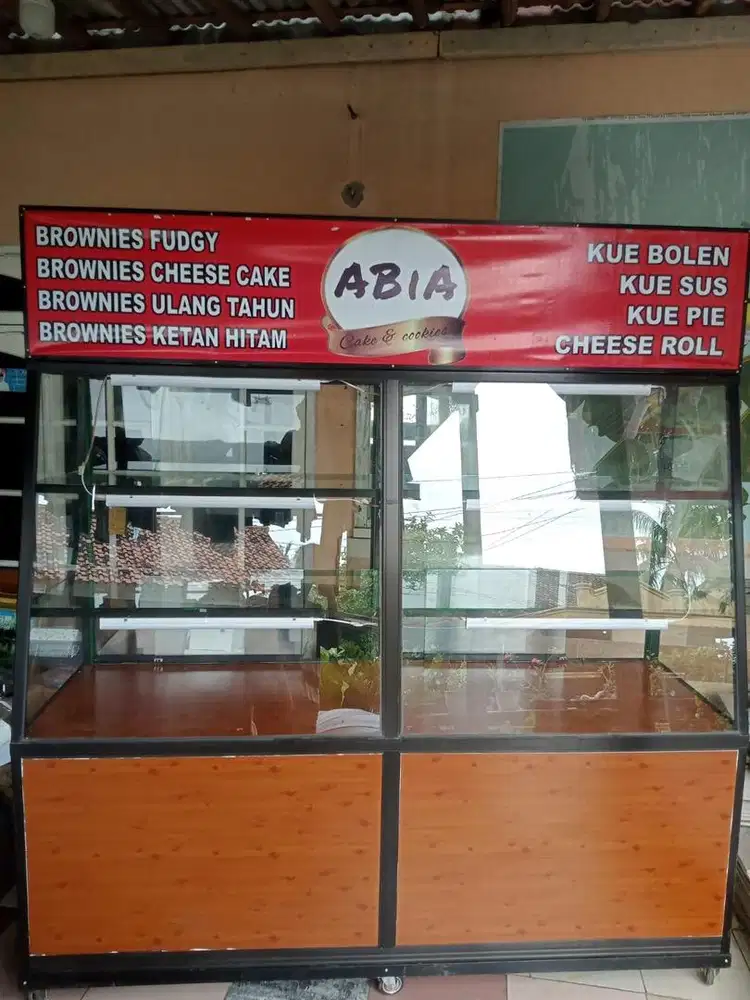 BROWNIES FUDGY
BROWNIES CHEESE CAKE
BROWNIES ULANG TAHUN
BROWNIES KETAN HITAM
ABIA
Cake & cookies
KUE BOLEN
KUE SUS
KUE PIE
CHEESE ROLL